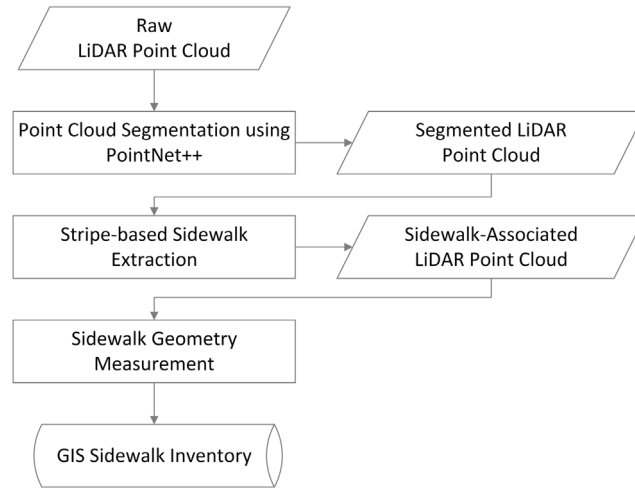 Raw
LiDAR Point Cloud
Point Cloud Segmentation using
PointNet++
Segmented LiDAR
Point Cloud
Stripe-based Sidewalk
Extraction
Sidewalk-Associated
LiDAR Point Cloud
Sidewalk Geometry
Measurement
GIS Sidewalk Inventory